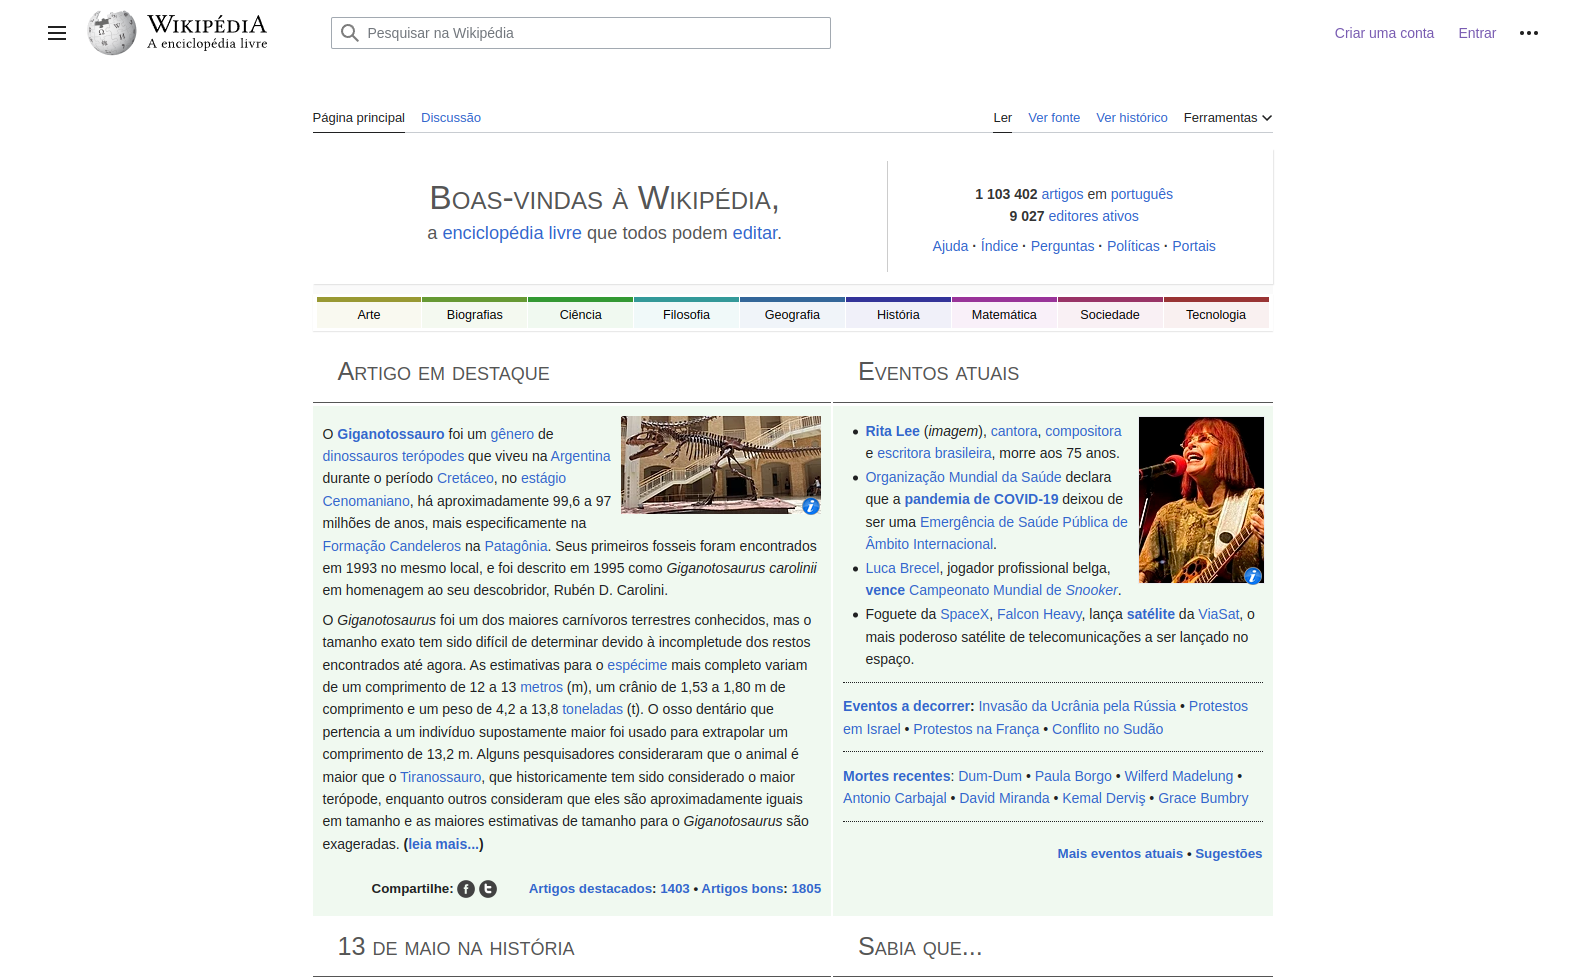 WIKIPÉDIA
A enciclopédia livre
Pesquisar na Wikipédia
Criar uma conta
Entrar
Página principal
Discussão
Ler
Ver fonte
Ver histórico
Ferramentas
Boas-vindas à Wikipédia,
a enciclopédia livre que todos podem editar.
1 103 402 artigos em português
9 027 editores ativos
Ajuda · Índice · Perguntas · Políticas · Portais
Arte
Biografias
Ciência
Filosofia
Geografia
História
Matemática
Sociedade
Tecnologia
Artigo em destaque
O Giganotossauro foi um gênero de
dinossauros terópodes que viveu na Argentina
durante o período Cretáceo, no estágio
Cenomaniano, há aproximadamente 99,6 a 97
milhões de anos, mais especificamente na
Formação Candeleros na Patagônia. Seus primeiros fosseis foram encontrados
em 1993 no mesmo local, e foi descrito em 1995 como Giganotosaurus carolinii
em homenagem ao seu descobridor, Rubén D. Carolini.
O Giganotosaurus foi um dos maiores carnívoros terrestres conhecidos, mas o
tamanho exato tem sido difícil de determinar devido à incompletude dos restos
encontrados até agora. As estimativas para o espécime mais completo variam
de um comprimento de 12 a 13 metros (m), um crânio de 1,53 a 1,80 m de
comprimento e um peso de 4,2 a 13,8 toneladas (t). O osso dentário que
pertencia a um indivíduo supostamente maior foi usado para extrapolar um
comprimento de 13,2 m. Alguns pesquisadores consideraram que o animal é
maior que o Tiranossauro, que historicamente tem sido considerado o maior
terópode, enquanto outros consideram que eles são aproximadamente iguais
em tamanho e as maiores estimativas de tamanho para o Giganotosaurus são
exageradas. (leia mais...)
Compartilhe:
Artigos destacados: 1403 • Artigos bons: 1805
Eventos atuais
• Rita Lee (imagem), cantora, compositora
e escritora brasileira, morre aos 75 anos.
• Organização Mundial da Saúde declara
que a pandemia de COVID-19 deixou de
ser uma Emergência de Saúde Pública de
Âmbito Internacional.
• Luca Brecel, jogador profissional belga,
vence Campeonato Mundial de Snooker.
• Foguete da SpaceX, Falcon Heavy, lança satélite da ViaSat, o
mais poderoso satélite de telecomunicações a ser lançado no
espaço.
Eventos a decorrer: Invasão da Ucrânia pela Rússia • Protestos
em Israel • Protestos na França • Conflito no Sudão
Mortes recentes: Dum-Dum • Paula Borgo • Wilferd Madelung •
Antonio Carbajal • David Miranda • Kemal Derviş • Grace Bumbry
Mais eventos atuais • Sugestões
13 de maio na história
Sabia que...